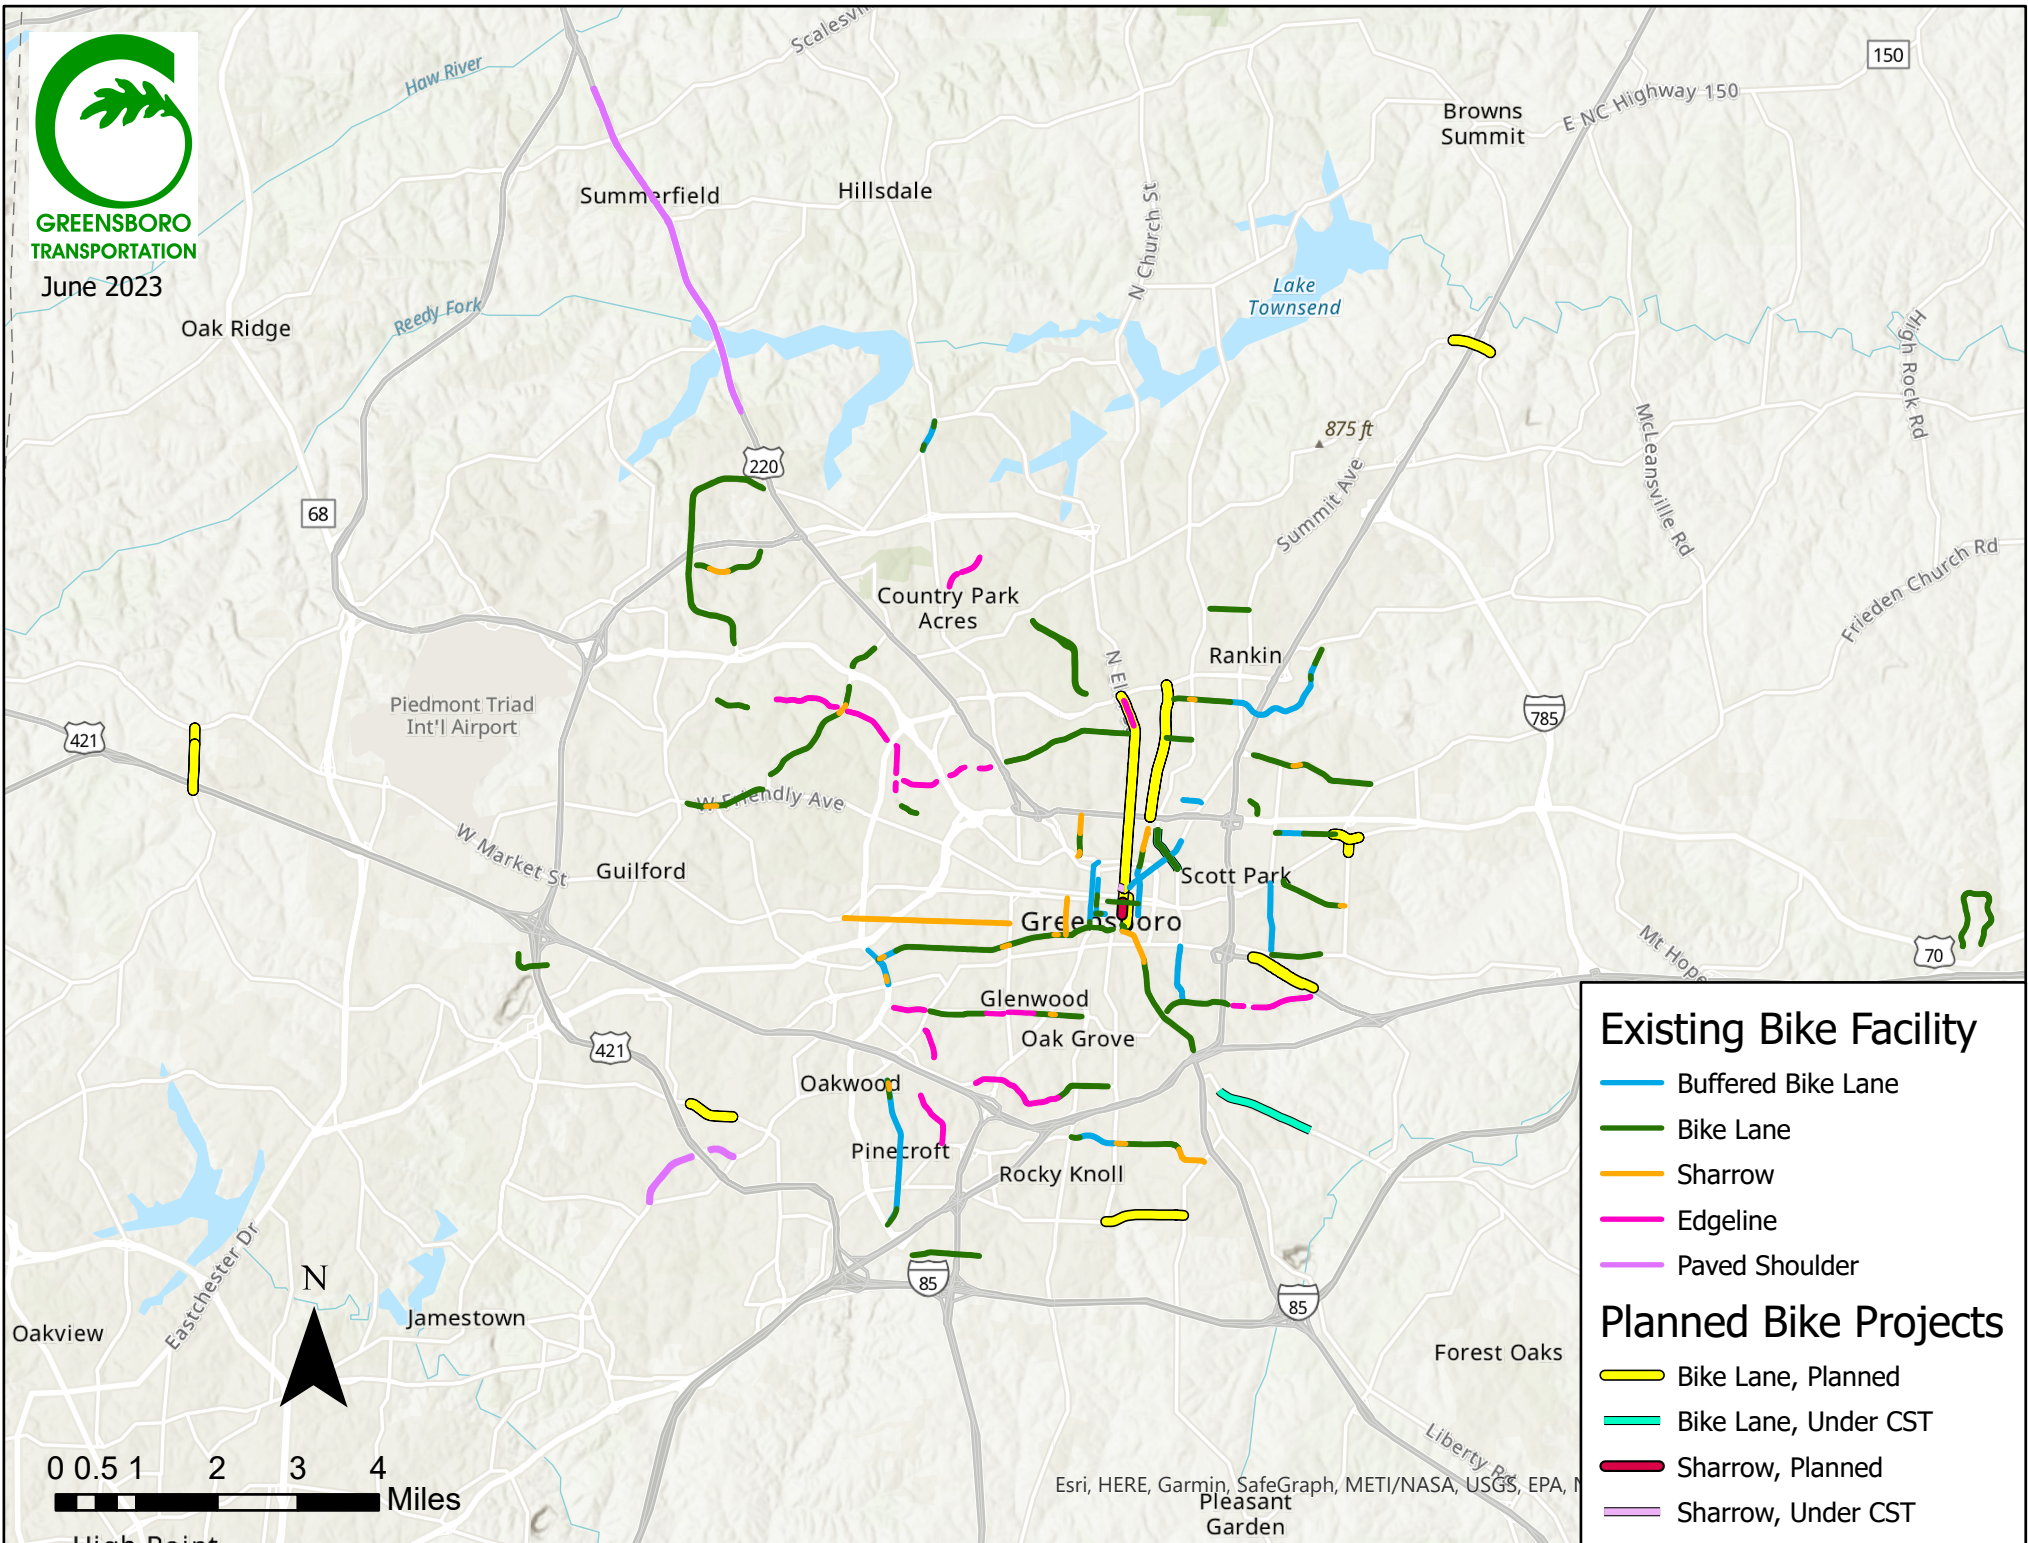 Scalesvi
Haw River
150
Browns
Summit
E NC Highway 150
GREENSBORO
TRANSPORTATION
June 2023
Summerfield
Hillsdale
N Church St
Lake
Townsend
Oak Ridge
Reedy Fork
High Rock Rd
875 ft
220
68
Summit Ave
McLeansville Rd
Frieden Church Rd
Country Park
Acres
Rankin
N El
Piedmont Triad
Int'l Airport
421
785
W Friendly Ave
W Market St
Guilford
Scott Park
Greensboro
Mt Hope
70
Glenwood
Oak Grove
421
Oakwood
Pinecroft
Rocky Knoll
85
85
Eastchester Dr
N
Jamestown
Oakview
Forest Oaks
Liberty Rd
0 0.5 1 2 3 4
Miles
Esri, HERE, Garmin, SafeGraph, METI/NASA, USGS, EPA, N
Pleasant
Garden
High Point
Existing Bike Facility
Buffered Bike Lane
Bike Lane
Sharrow
Edgeline
Paved Shoulder
Planned Bike Projects
Bike Lane, Planned
Bike Lane, Under CST
Sharrow, Planned
Sharrow, Under CST